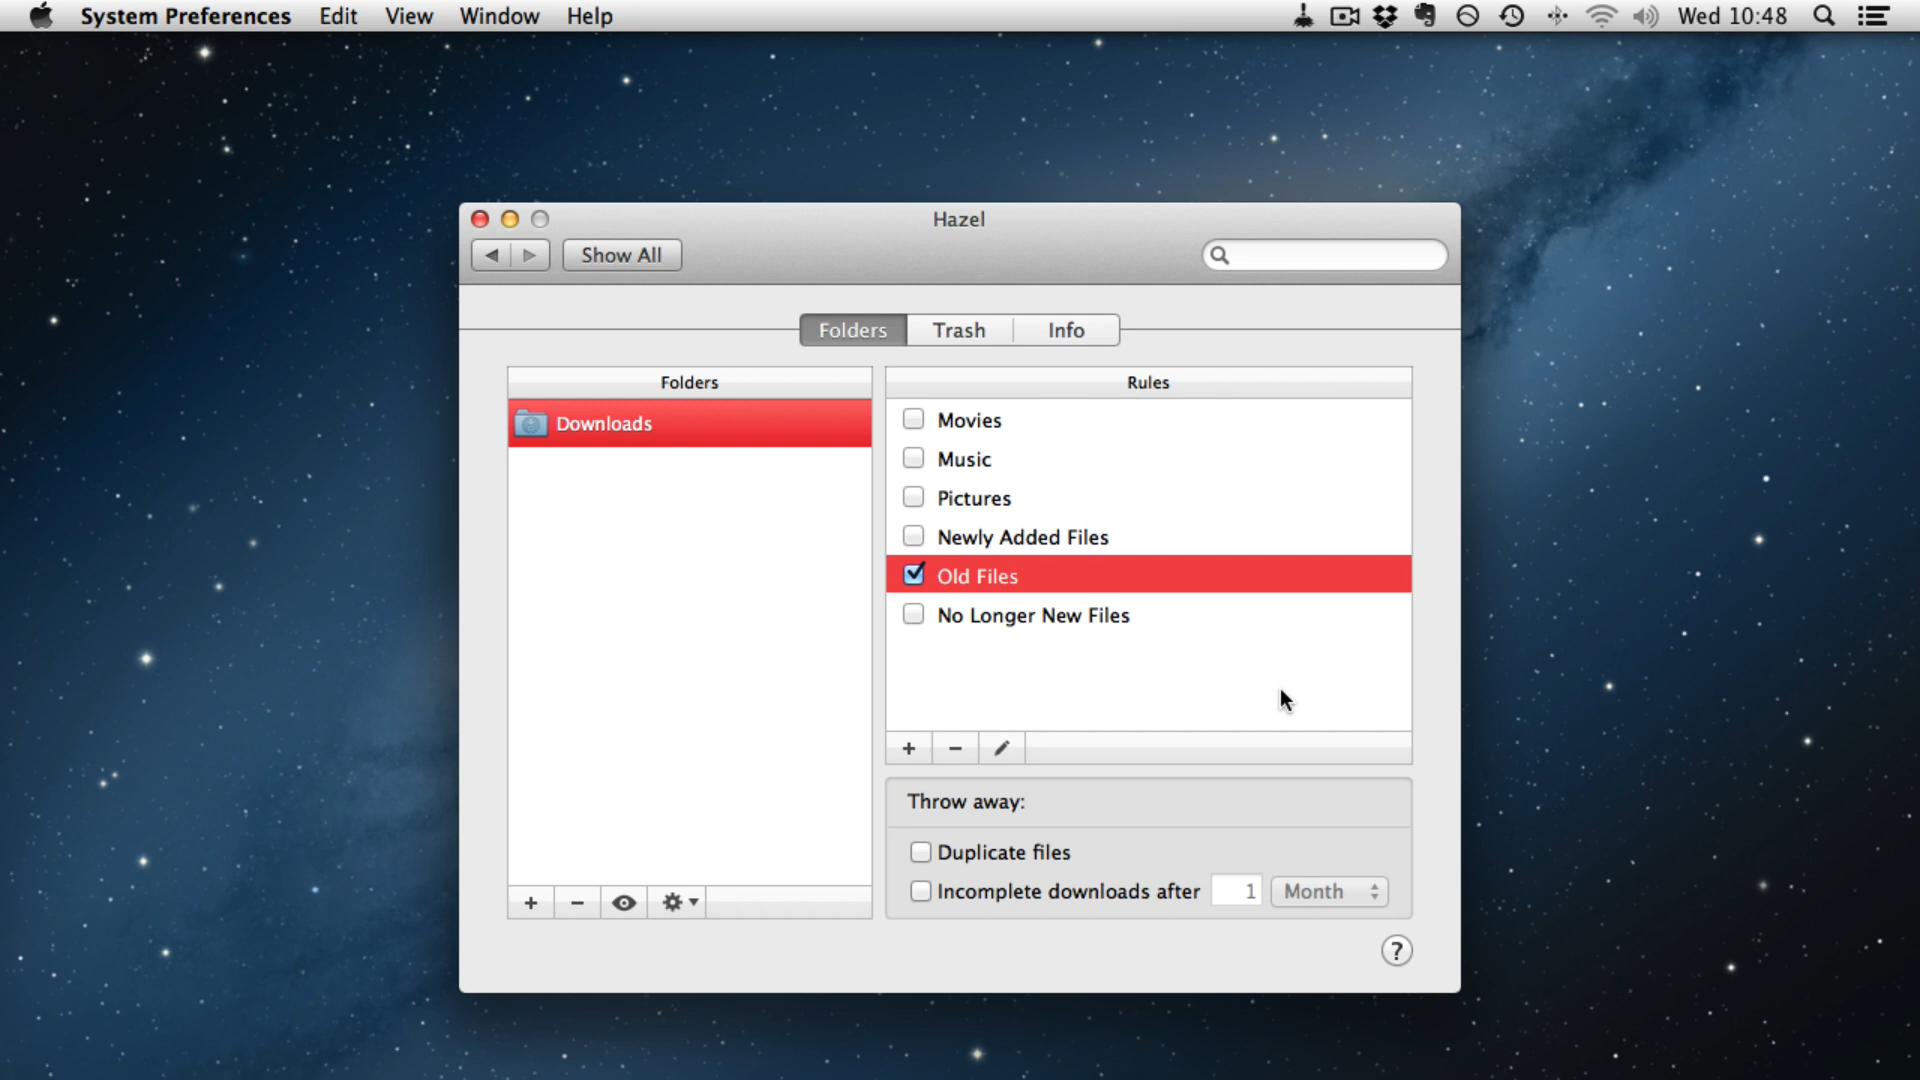 System Preferences Edit View Window Help Wed 10:48
Hazel
Show All
Folders Trash Info
Folders
Downloads
Rules
Movies
Music
Pictures
Newly Added Files
Old Files
No Longer New Files
Throw away:
Duplicate files
Incomplete downloads after 1 Month
?